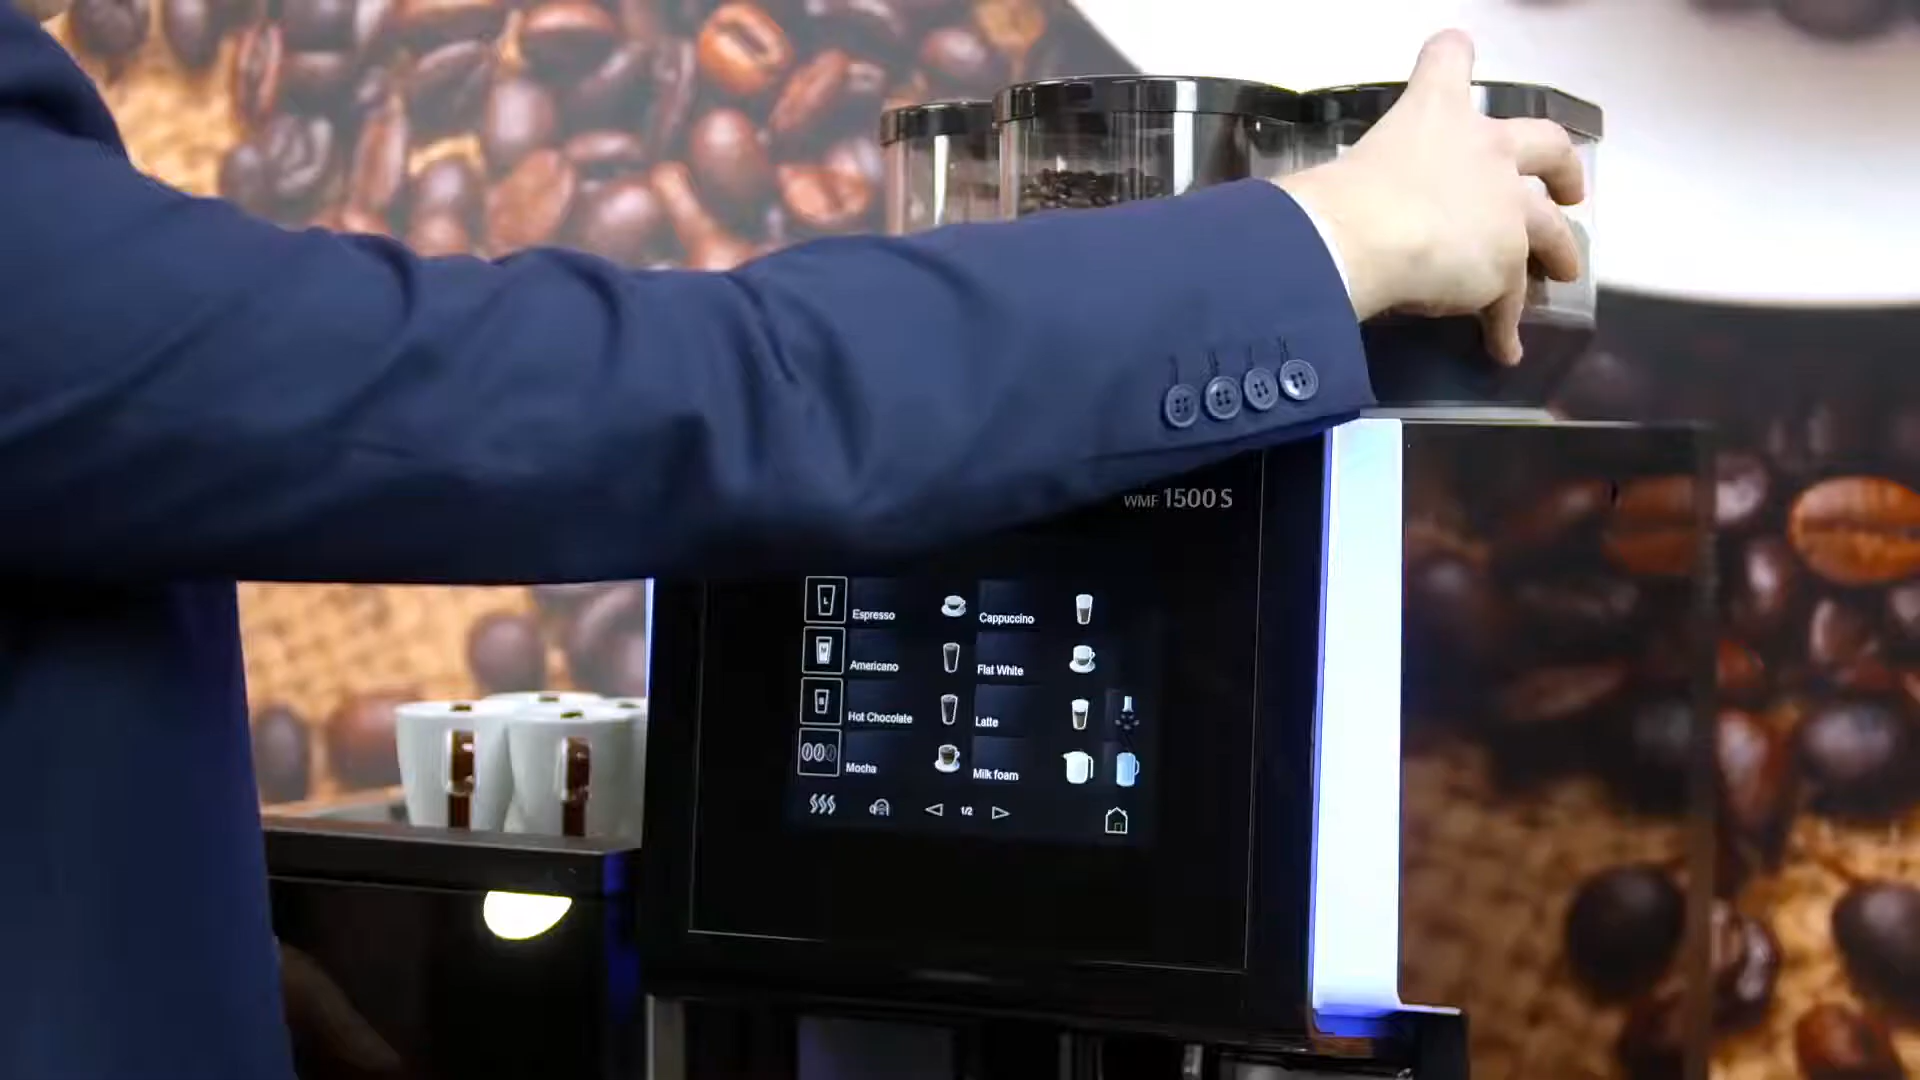 WMF 1500 S
Espresso
Cappuccino
Americano
Flat White
Hot Chocolate
Latte
Mocha
Milk foam
1/2